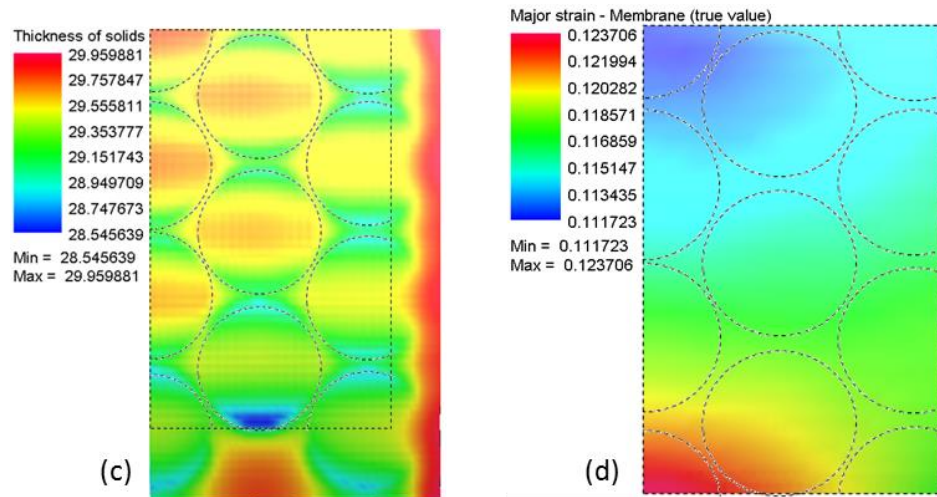 Thickness of solids
29.959881
29.757847
29.555811
29.353777
29.151743
28.949709
28.747673
28.545639
Min = 28.545639
Max = 29.959881
(c)
Major strain - Membrane (true value)
0.123706
0.121994
0.120282
0.118571
0.116859
0.115147
0.113435
0.111723
Min = 0.111723
Max = 0.123706
(d)